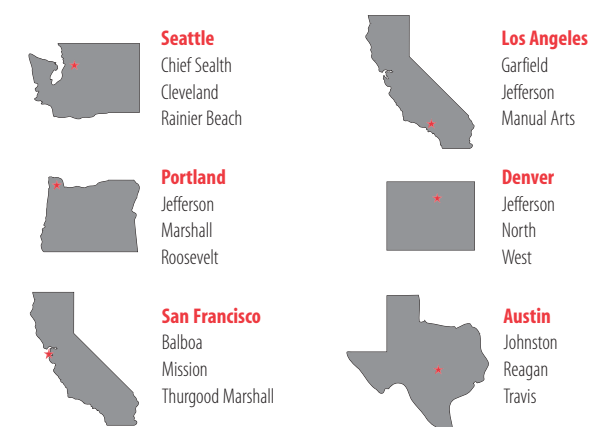 Seattle
Chief Sealth
Cleveland
Rainier Beach
Los Angeles
Garfield
Jefferson
Manual Arts
Portland
Jefferson
Marshall
Roosevelt
Denver
Jefferson
North
West
San Francisco
Balboa
Mission
Thurgood Marshall
Austin
Johnston
Reagan
Travis